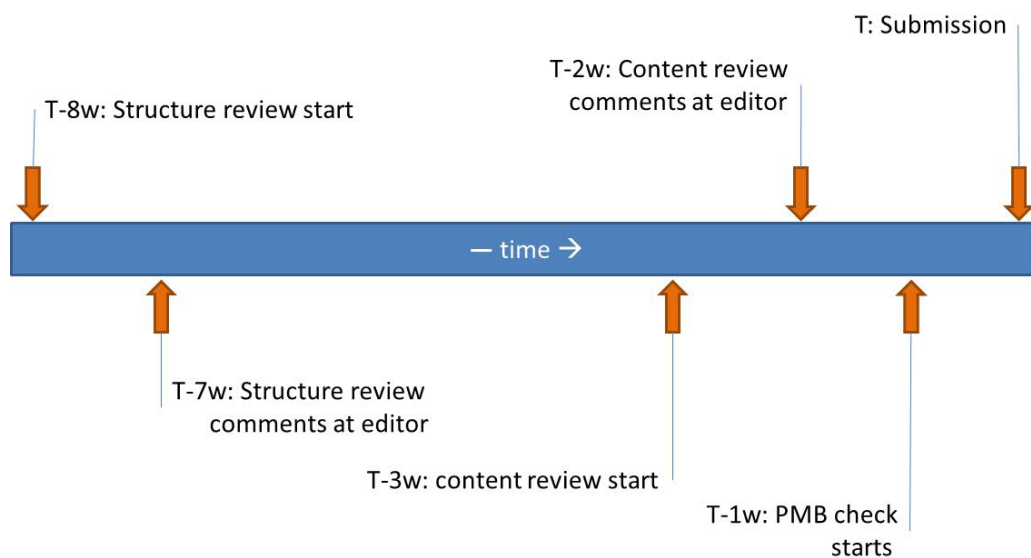 T: Submission
T-2w: Content review
comments at editor
T-8w: Structure review start
— time →
T-7w: Structure review
comments at editor
T-3w: content review start
T-1w: PMB check
starts